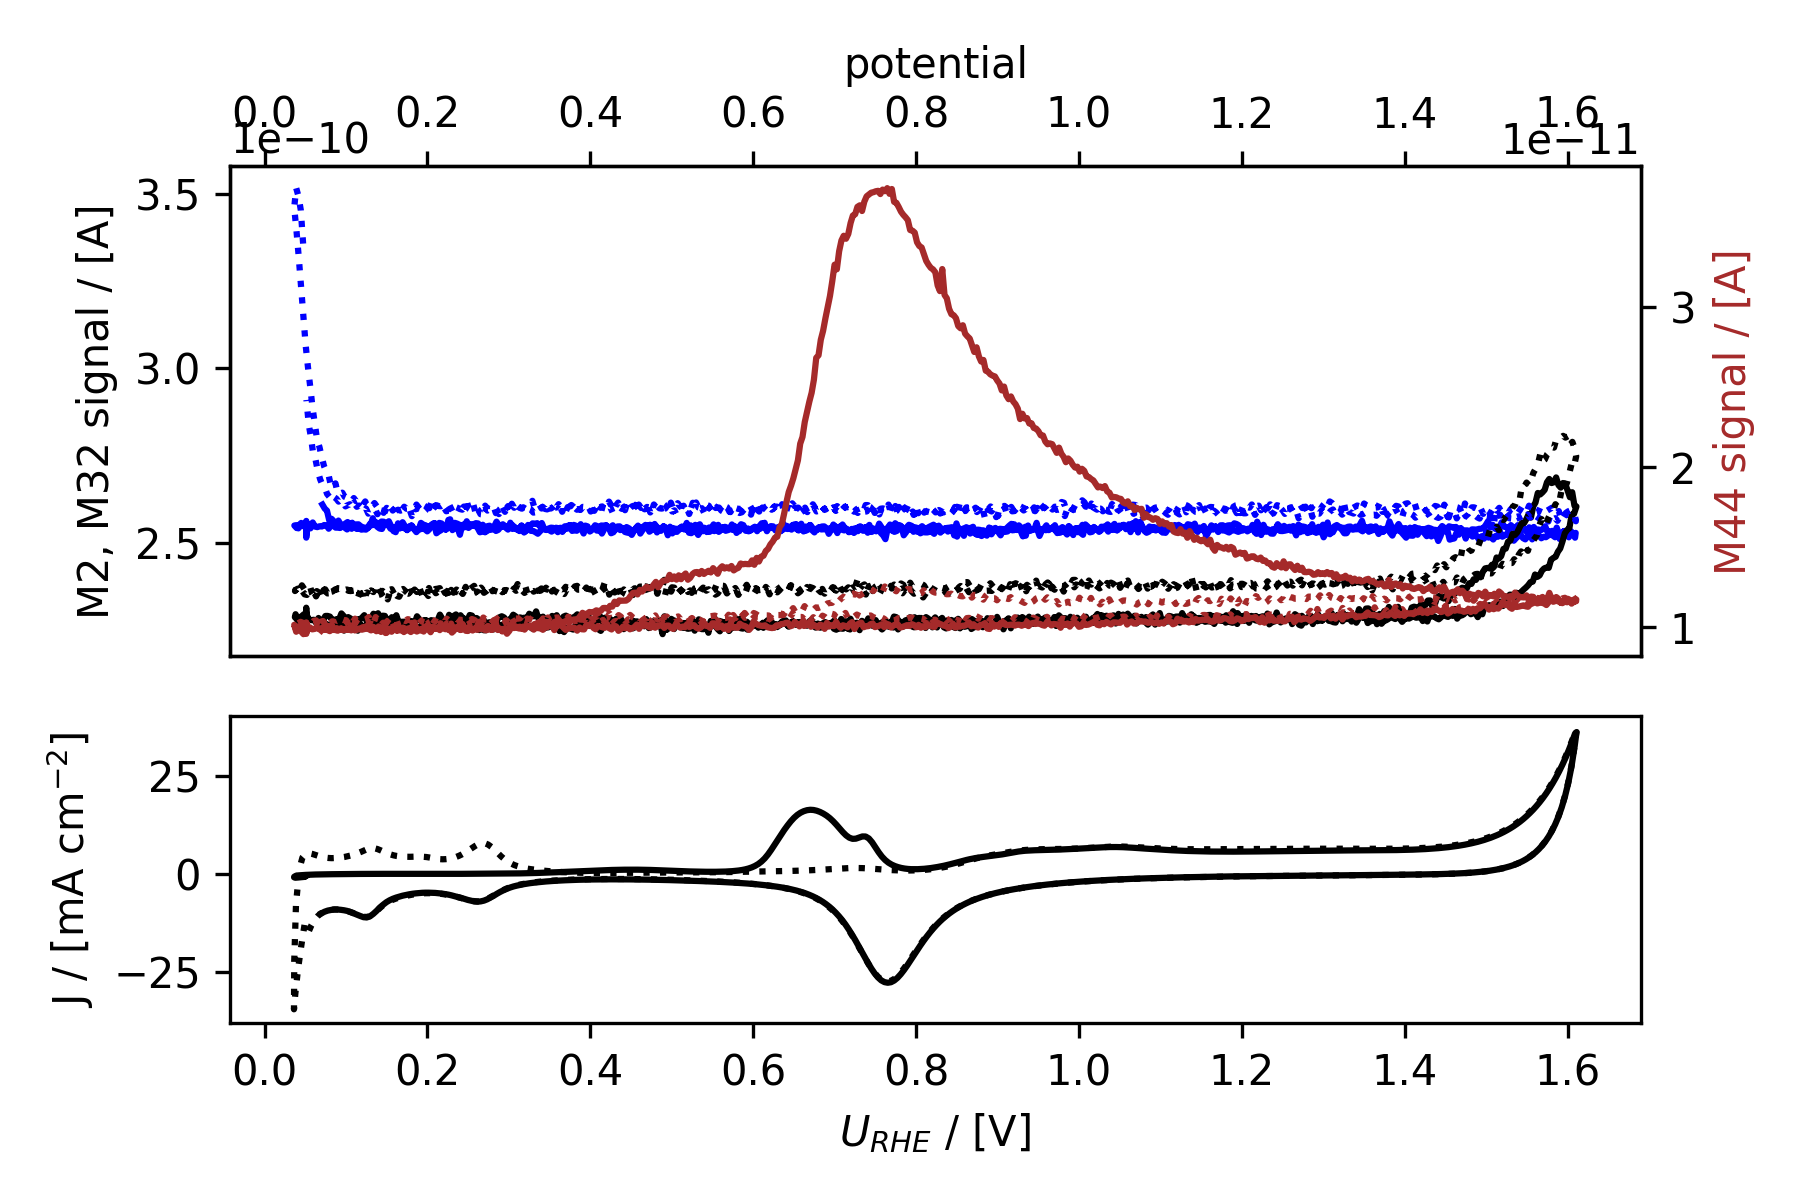 potential
0.0 0.2 0.4 0.6 0.8 1.0 1.2 1.4 1.6
1e−10 1e−11
3.5
3.0
2.5
M2, M32 signal / [A]
3
2
1
M44 signal / [A]
25
0
−25
J / [mA cm⁻²]
0.0 0.2 0.4 0.6 0.8 1.0 1.2 1.4 1.6
U_RHE / [V]